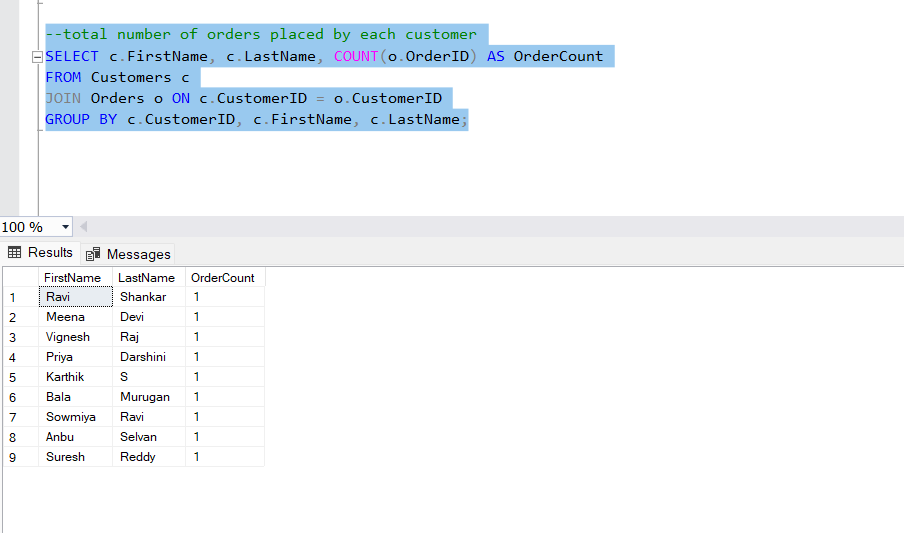 --total number of orders placed by each customer
SELECT c.FirstName, c.LastName, COUNT(o.OrderID) AS OrderCount
FROM Customers c
JOIN Orders o ON c.CustomerID = o.CustomerID
GROUP BY c.CustomerID, c.FirstName, c.LastName;
100 %
Results Messages
FirstName LastName OrderCount
1 Ravi Shankar 1
2 Meena Devi 1
3 Vignesh Raj 1
4 Priya Darshini 1
5 Karthik S 1
6 Bala Murugan 1
7 Sowmiya Ravi 1
8 Anbu Selvan 1
9 Suresh Reddy 1